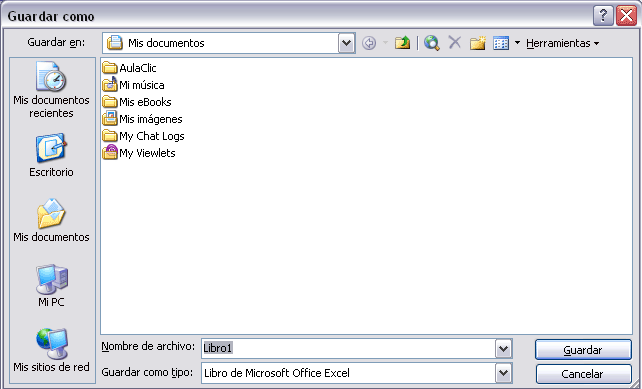 Guardar como
Guardar en:
Mis documentos
Herramientas
Mis documentos
recientes
Escritorio
Mis documentos
Mi PC
Mis sitios de red
AulaClic
Mi música
Mis eBooks
Mis imágenes
My Chat Logs
My Viewlets
Nombre de archivo:
Libro1
Guardar
Guardar como tipo:
Libro de Microsoft Office Excel
Cancelar